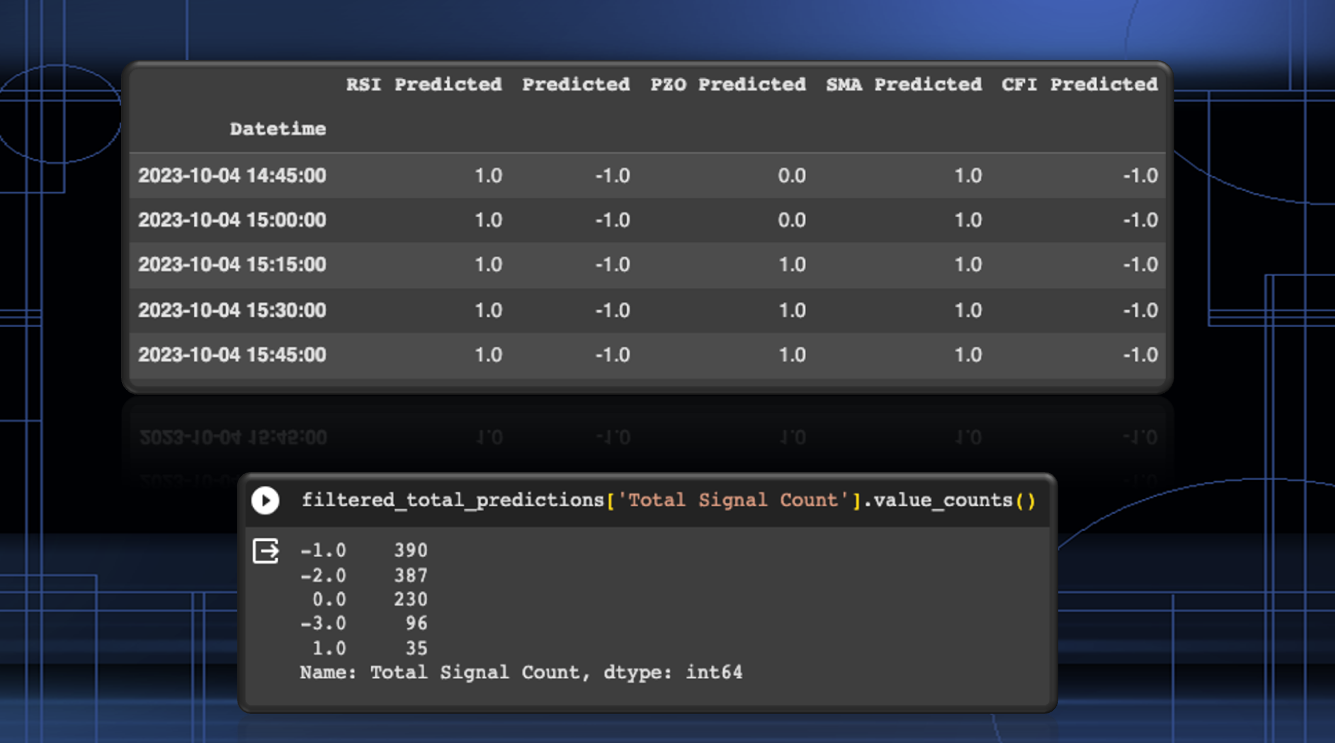 RSI Predicted Predicted PZO Predicted SMA Predicted CFI Predicted
Datetime
2023-10-04 14:45:00 1.0 -1.0 0.0 1.0 -1.0
2023-10-04 15:00:00 1.0 -1.0 0.0 1.0 -1.0
2023-10-04 15:15:00 1.0 -1.0 1.0 1.0 -1.0
2023-10-04 15:30:00 1.0 -1.0 1.0 1.0 -1.0
2023-10-04 15:45:00 1.0 -1.0 1.0 1.0 -1.0
filtered_total_predictions['Total Signal Count'].value_counts()
-1.0 390
-2.0 387
0.0 230
-3.0 96
1.0 35
Name: Total Signal Count, dtype: int64